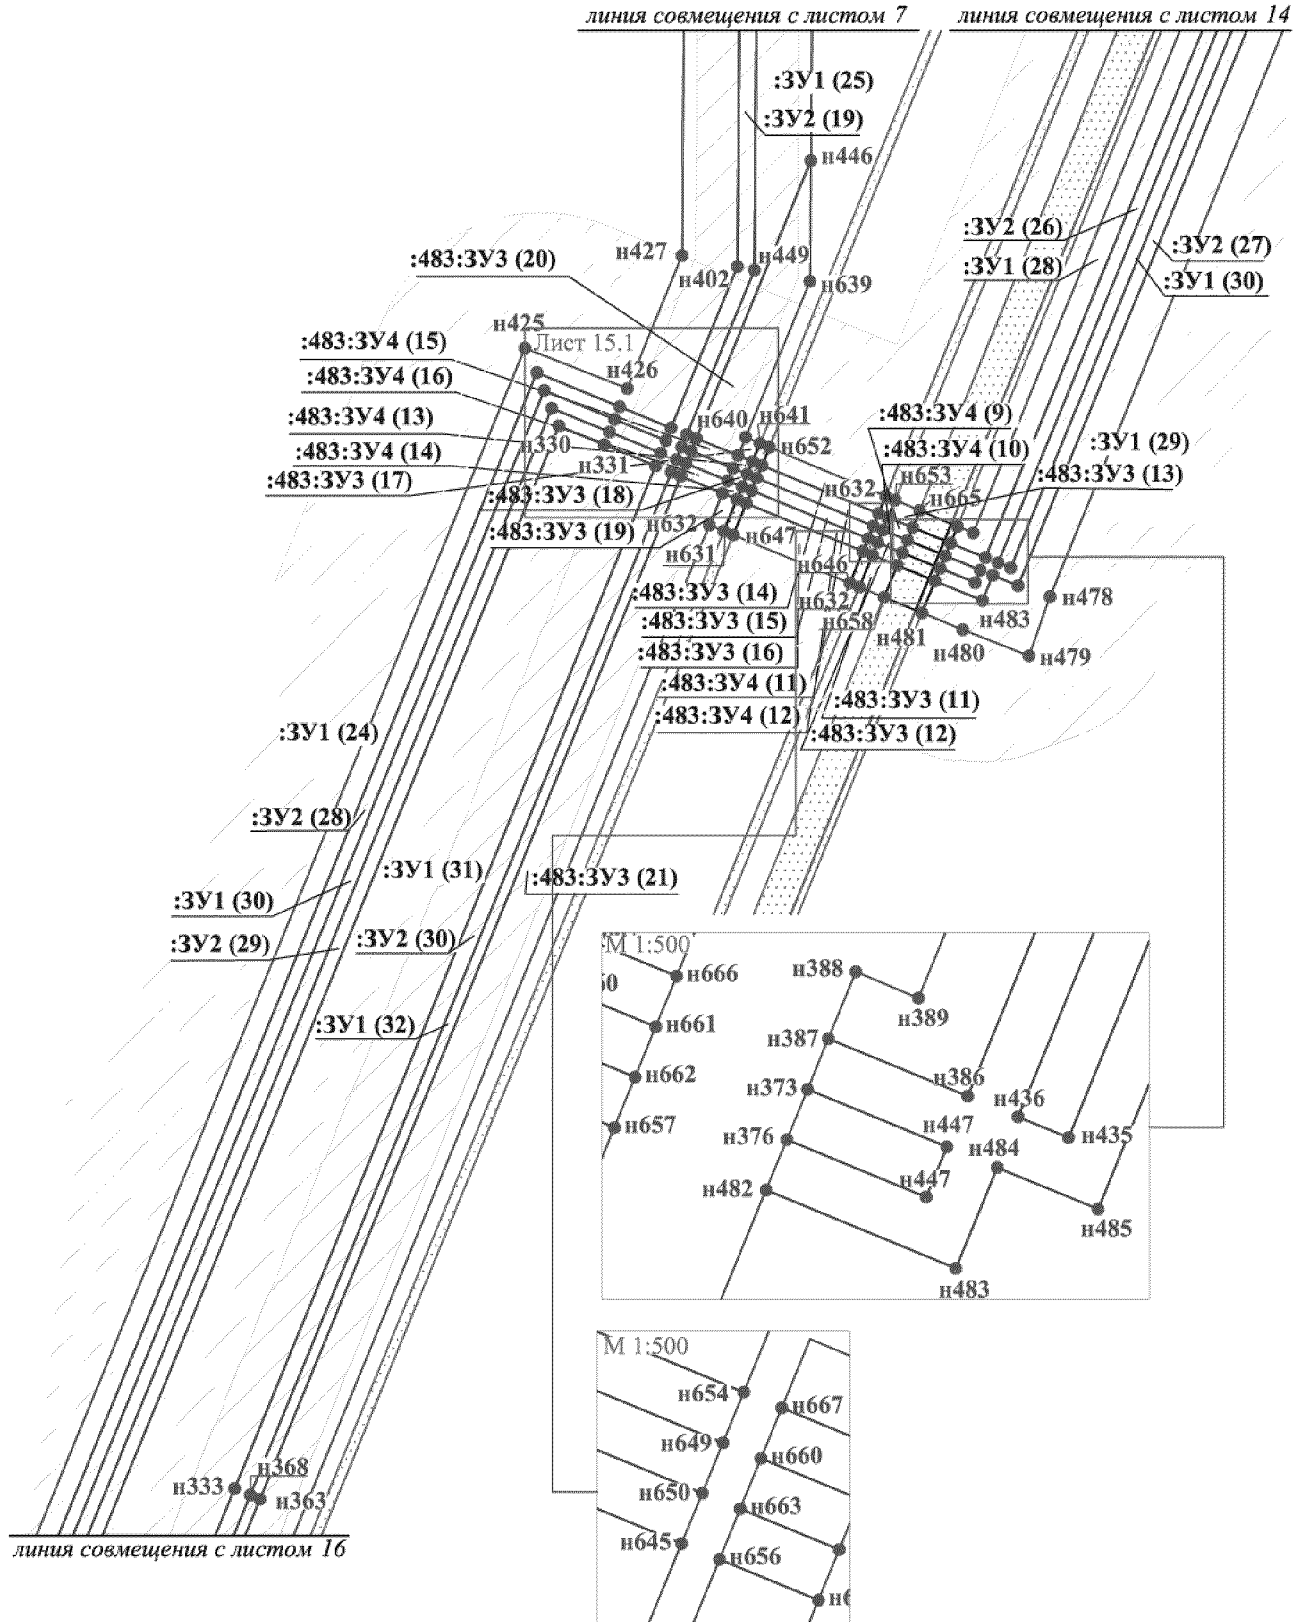 линия совмещения с листом 7
линия совмещения с листом 14
:ЗУ1 (25)
:ЗУ2 (19)
н446
:ЗУ2 (26)
:ЗУ2 (27)
:ЗУ1 (28)
:ЗУ1 (30)
н427
н449
:483:ЗУ3 (20)
н402
н639
н425
Лист 15.1
:483:ЗУ4 (15)
н426
:483:ЗУ4 (16)
:483:ЗУ4 (13)
н640
н641
:483:ЗУ4 (9)
н330
н652
:483:ЗУ4 (10)
:ЗУ1 (29)
:483:ЗУ4 (14)
н331
:483:ЗУ3 (13)
:483:ЗУ3 (17)
:483:ЗУ3 (18)
н632
н653
н665
:483:ЗУ3 (19)
н632
н631
н647
н646
:483:ЗУ3 (14)
н632
н478
:483:ЗУ3 (15)
н658
н481
н483
:483:ЗУ3 (16)
н480
н479
:483:ЗУ4 (11)
:483:ЗУ3 (11)
:483:ЗУ4 (12)
:483:ЗУ3 (12)
:ЗУ1 (24)
:ЗУ2 (28)
:ЗУ1 (31)
:483:ЗУ3 (21)
:ЗУ1 (30)
:ЗУ2 (29)
:ЗУ2 (30)
:ЗУ1 (32)
М 1:500
н666
н388
н389
н661
н387
н662
н373
н386
н436
н657
н376
н447
н435
н484
н482
н447
н485
н483
М 1:500
н654
н667
н649
н660
н650
н663
н645
н656
н368
н333
н363
линия совмещения с листом 16